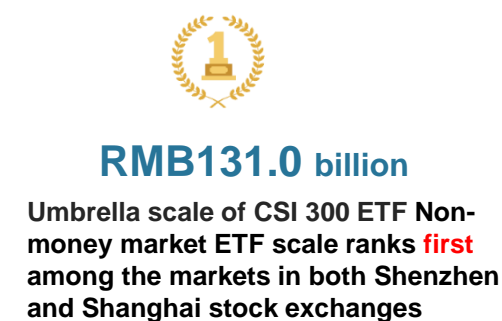 1
RMB131.0 billion
Umbrella scale of CSI 300 ETF Non-
money market ETF scale ranks first
among the markets in both Shenzhen
and Shanghai stock exchanges